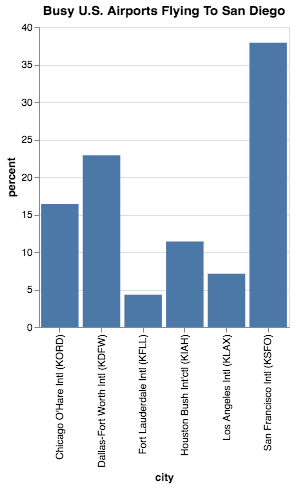 Busy U.S. Airports Flying To San Diego
40
35
30
25
20
15
10
5
0
percent
Chicago O'Hare Intl (KORD)
Dallas-Fort Worth Intl (KDFW)
Fort Lauderdale Intl (KFLL)
Houston Bush Int'ctl (KIAH)
Los Angeles Intl (KLAX)
San Francisco Intl (KSFO)
city